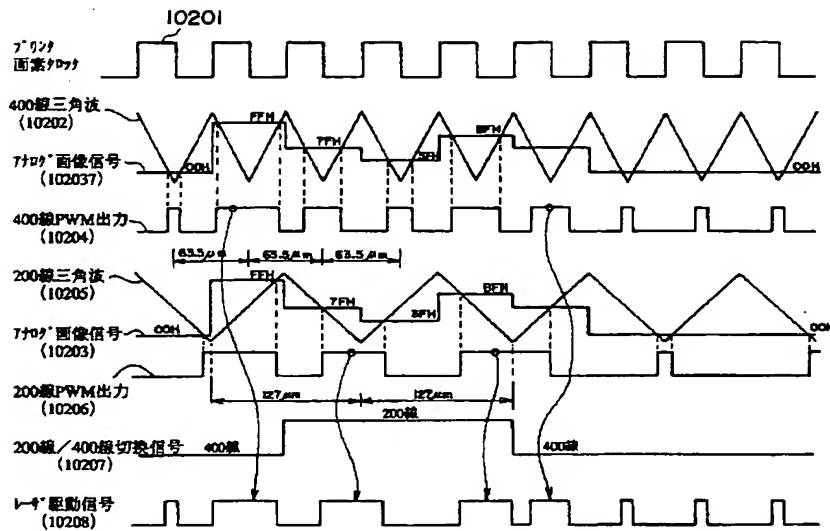 10201
プリンタ
画素クロック
400線三角波
(10202)
FFH
8FH
7FH
00H
00H
アナログ画像信号
(102037)
400線PWM出力
(10204)
63.5μm 63.5μm 63.5μm
200線三角波
(10205)
FFH
8FH
7FH
3FH
00H
00H
アナログ画像信号
(10203)
200線PWM出力
(10206)
127μm 127μm
200線
200線/400線切換信号
(10207)
400線
400線
レーザ駆動信号
(10208)